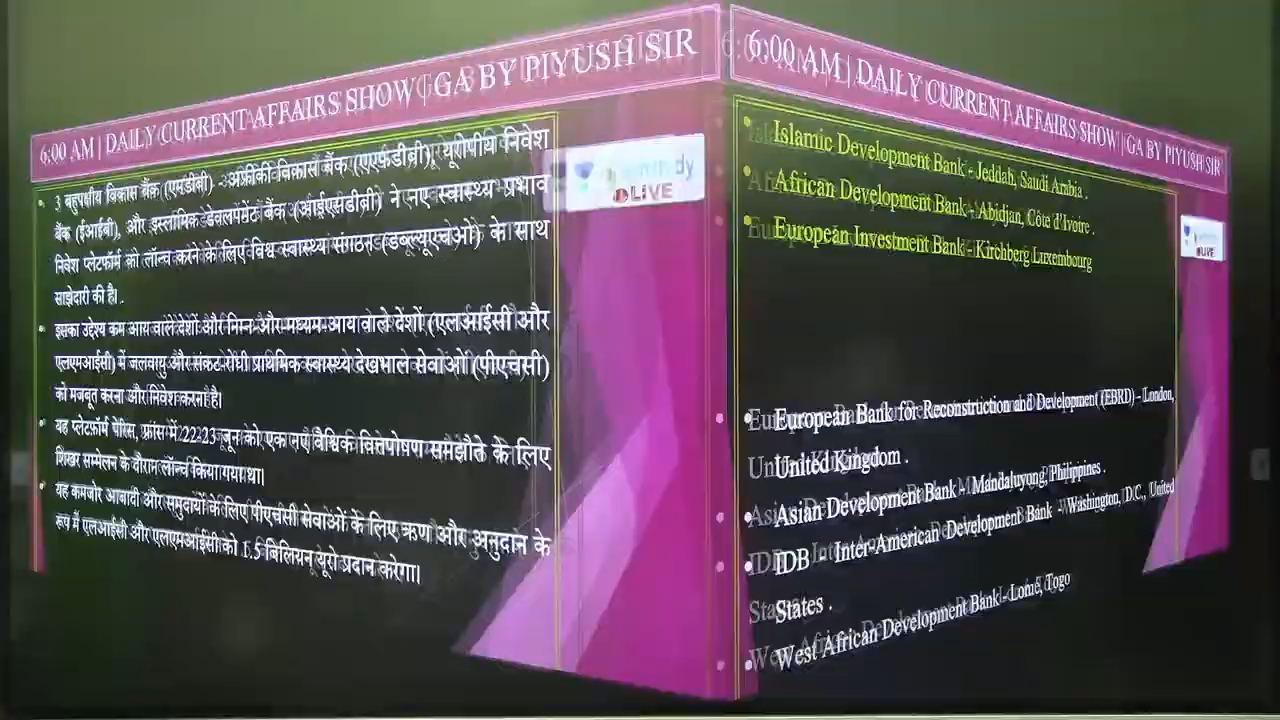 6:00 AM | DAILY CURRENT AFFAIRS SHOW | GA BY PIYUSH SIR
3 बहुपक्षीय विकास बैंक (एमडीबी) - अफ्रीकी विकास बैंक (एएफडीबी), यूरोपीय निवेश
बैंक (ईआईबी), और इस्लामिक डेवलपमेंट बैंक (आईएसडीबी) ने नए स्वास्थ्य प्रभाव
निवेश प्लेटफॉर्म को लॉन्च करने के लिए विश्व स्वास्थ्य संगठन (डब्ल्यूएचओ) के साथ
साझेदारी की है।
इसका उद्देश्य कम आय वाले देशों और निम्न और मध्यम आय वाले देशों (एलआईसी और
एलएमआईसी) में जलवायु और संकट-रोधी प्राथमिक स्वास्थ्य देखभाल सेवाओं (पीएचसी)
को मजबूत करना और निवेश करना है।
यह प्लेटफ़ॉर्म पेरिस, फ्रांस में 22-23 जून को एक नए वैश्विक वित्तपोषण समझौते के लिए
शिखर सम्मेलन के दौरान लॉन्च किया गया था।
यह कमजोर आबादी और समुदायों के लिए पीएचसी सेवाओं के लिए ऋण और अनुदान के
रूप में एलआईसी और एलएमआईसी को 1.5 बिलियन यूरो प्रदान करेगा।
LIVE
6:00 AM | DAILY CURRENT AFFAIRS SHOW | GA BY PIYUSH SIR
Islamic Development Bank - Jeddah, Saudi Arabia .
African Development Bank - Abidjan, Côte d'Ivoire .
European Investment Bank - Kirchberg Luxembourg
European Bank for Reconstruction and Development (EBRD) - London,
United Kingdom .
Asian Development Bank - Mandaluyong, Philippines .
IDB - Inter-American Development Bank - Washington, D.C., United
States .
West African Development Bank - Lomé, Togo
LIVE